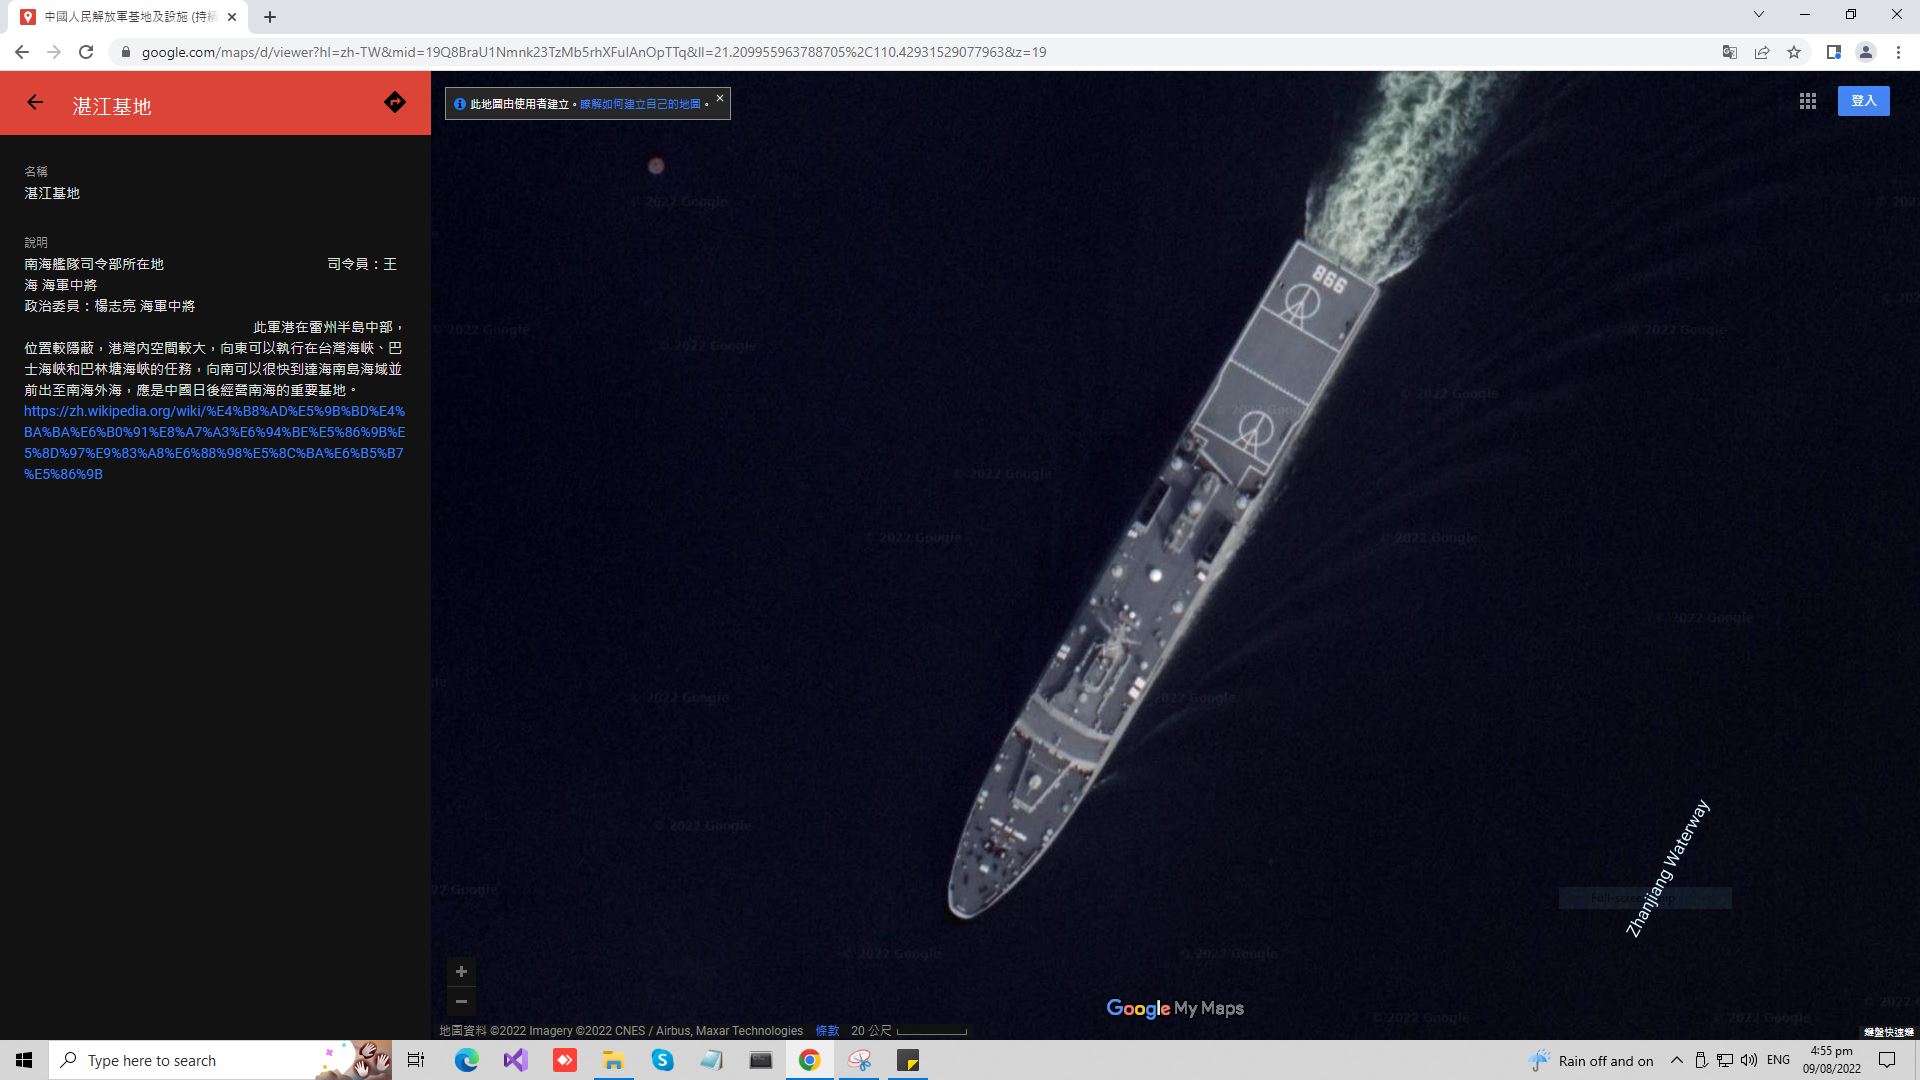 中國人民解放軍基地及設施 (持續
google.com/maps/d/viewer?hl=zh-TW&mid=19Q8BraU1Nmnk23TzMb5rhXFulAnOpTTq&ll=21.209955963788705%2C110.42931529077963&z=19
湛江基地
此地圖由使用者建立。瞭解如何建立自己的地圖。
登入
名稱
湛江基地
說明
南海艦隊司令部所在地 司令員：王
海 海軍中將
政治委員：楊志亮 海軍中將
此軍港在雷州半島中部，
位置較隱蔽，港灣內空間較大，向東可以執行在台灣海峽、巴
士海峽和巴林塘海峽的任務，向南可以很快到達海南島海域並
前出至南海外海，應是中國日後經營南海的重要基地。
https://zh.wikipedia.org/wiki/%E4%B8%AD%E5%9B%BD%E4%
BA%BA%E6%B0%91%E8%A7%A3%E6%94%BE%E5%86%9B%E
5%8D%97%E9%83%A8%E6%88%98%E5%8C%BA%E6%B5%B7
%E5%86%9B
998
© 2022 Google
Zhanjiang Waterway
Full-screen Snip
Google My Maps
地圖資料 ©2022 Imagery ©2022 CNES / Airbus, Maxar Technologies 條款 20 公尺
鍵盤快速鍵
Type here to search
Rain off and on
ENG
4:55 pm
09/08/2022